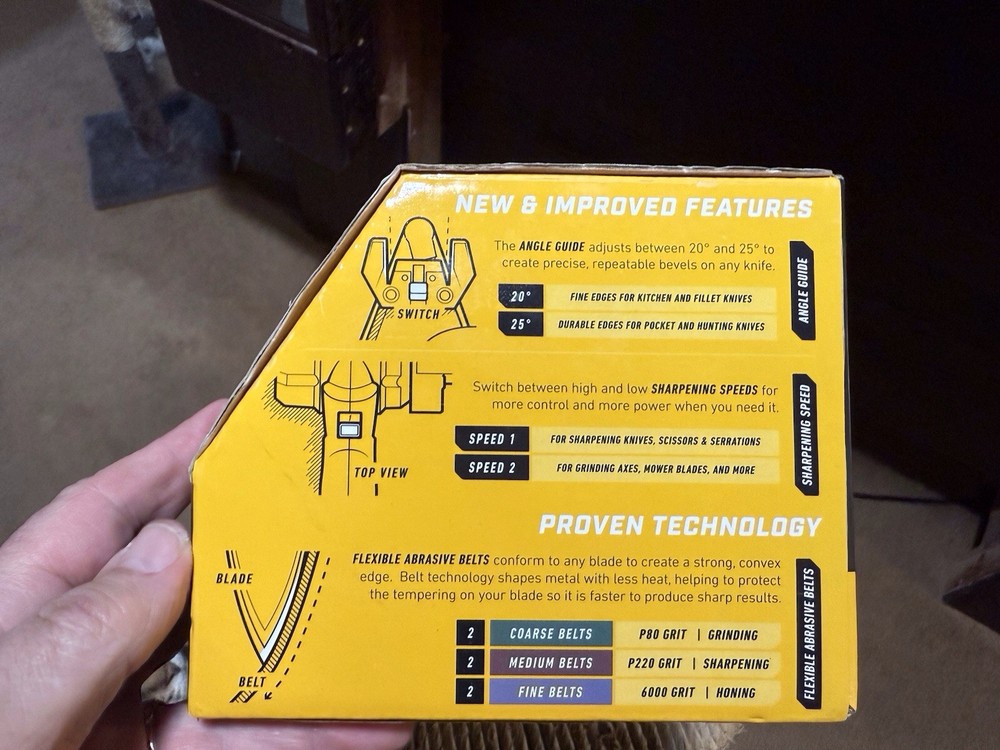 NEW & IMPROVED FEATURES
The ANGLE GUIDE adjusts between 20° and 25° to
create precise, repeatable bevels on any knife.
20° FINE EDGES FOR KITCHEN AND FILLET KNIVES
25° DURABLE EDGES FOR POCKET AND HUNTING KNIVES
SWITCH
ANGLE GUIDE
Switch between high and low SHARPENING SPEEDS for
more control and more power when you need it.
SPEED 1 FOR SHARPENING KNIVES, SCISSORS & SERRATIONS
SPEED 2 FOR GRINDING AXES, MOWER BLADES, AND MORE
TOP VIEW
SHARPENING SPEED
PROVEN TECHNOLOGY
FLEXIBLE ABRASIVE BELTS conform to any blade to create a strong, convex
edge. Belt technology shapes metal with less heat, helping to protect
the tempering on your blade so it is faster to produce sharp results.
BLADE
BELT
2 COARSE BELTS P80 GRIT | GRINDING
2 MEDIUM BELTS P220 GRIT | SHARPENING
2 FINE BELTS 6000 GRIT | HONING
FLEXIBLE ABRASIVE BELTS